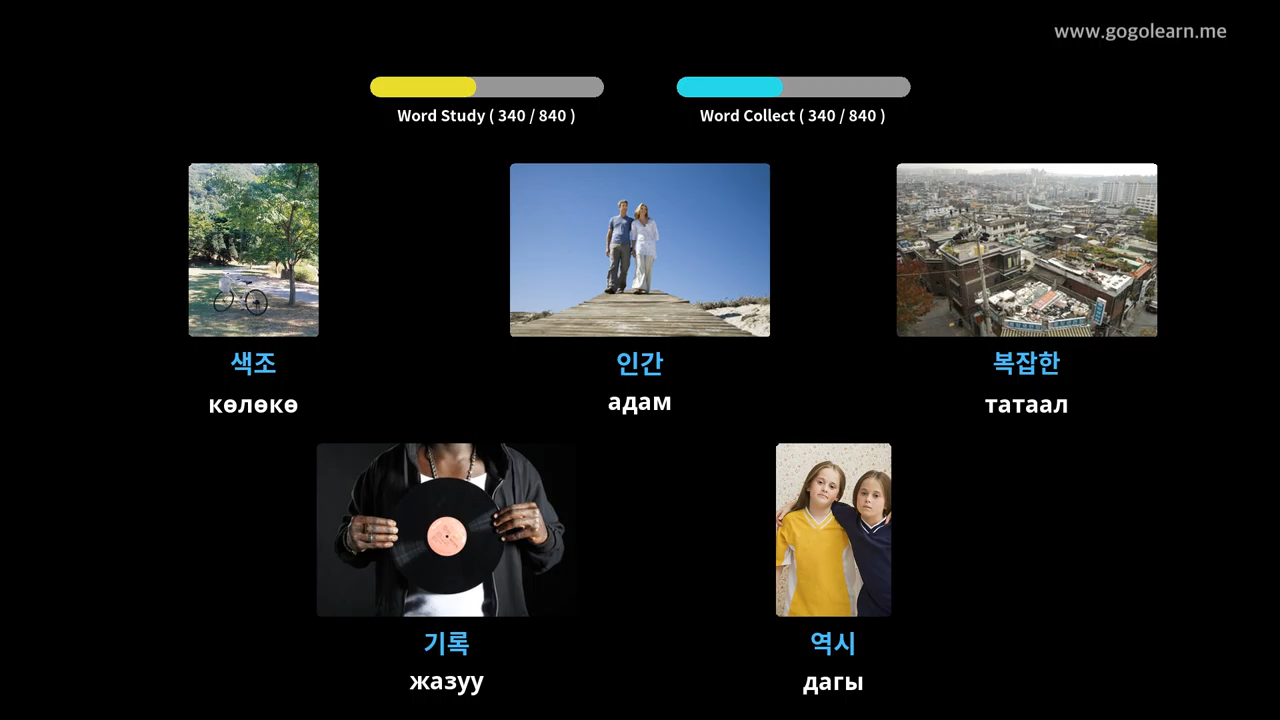 www.gogolearn.me
Word Study ( 340 / 840 )
Word Collect ( 340 / 840 )
색조
көлөкө
인간
адам
복잡한
татаал
기록
жазуу
역시
дагы